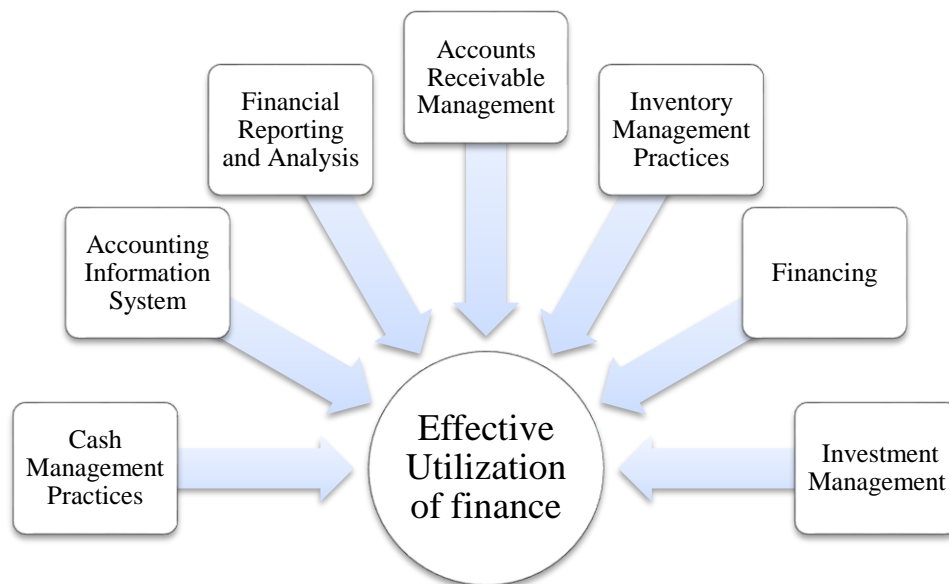 Accounts
Receivable
Management
Financial
Reporting
and Analysis
Inventory
Management
Practices
Accounting
Information
System
Financing
Cash
Management
Practices
Effective
Utilization
of finance
Investment
Management